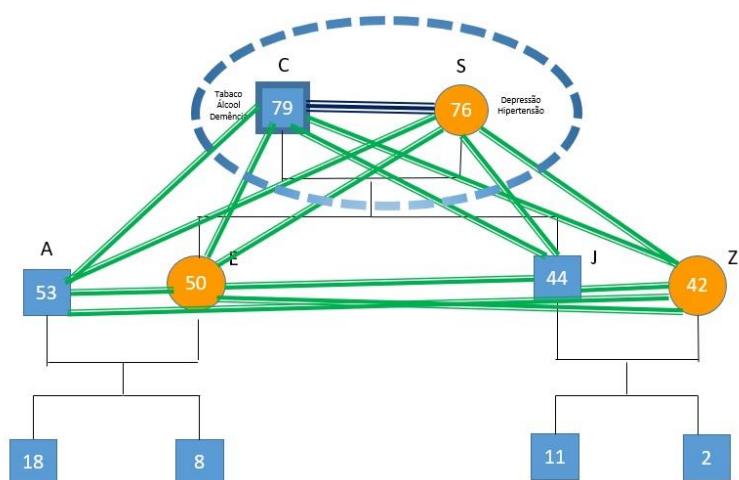 C
S
Tabaco
Álcool
Demência
79
76
Depressão
Hipertensão
A
E
J
Z
53
50
44
42
18
8
11
2